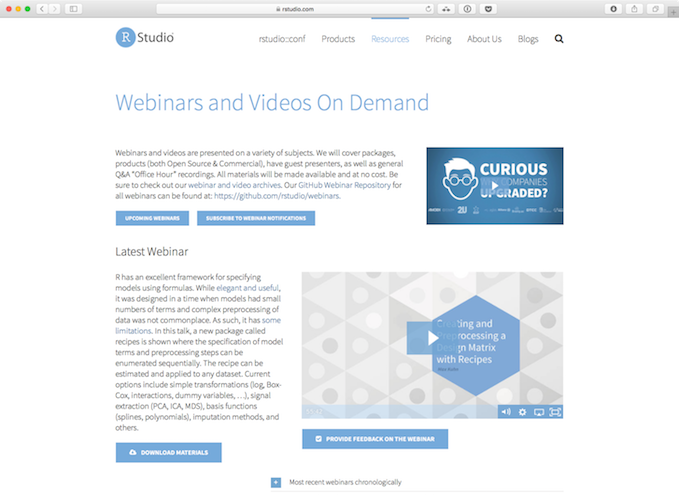 rstudio.com
R Studio
rstudio::conf Products Resources Pricing About Us Blogs
Webinars and Videos On Demand
Webinars and videos are presented on a variety of subjects. We will cover packages,
products (both Open Source & Commercial), have guest presenters, as well as general
Q&A "Office Hour" recordings. All materials will be made available and at no cost. Be
sure to check out our webinar and video archives. Our GitHub Webinar Repository for
all webinars can be found at: https://github.com/rstudio/webinars.
CURIOUS
COMPANIES
UPGRADED?
UPCOMING WEBINARS
SUBSCRIBE TO WEBINAR NOTIFICATIONS
Latest Webinar
R has an excellent framework for specifying
models using formulas. While elegant and useful,
it was designed in a time when models had small
numbers of terms and complex preprocessing of
data was not commonplace. As such, it has some
limitations. In this talk, a new package called
recipes is shown where the specification of model
terms and preprocessing steps can be
enumerated sequentially. The recipe can be
estimated and applied to any dataset. Current
options include simple transformations (log, Box-
Cox, interactions, dummy variables, ...), signal
extraction (PCA, ICA, MDS), basis functions
(splines, polynomials), imputation methods, and
others.
Creating and
Preprocessing a
Design Matrix
with Recipes
Max Kuhn
PROVIDE FEEDBACK ON THE WEBINAR
DOWNLOAD MATERIALS
Most recent webinars chronologically